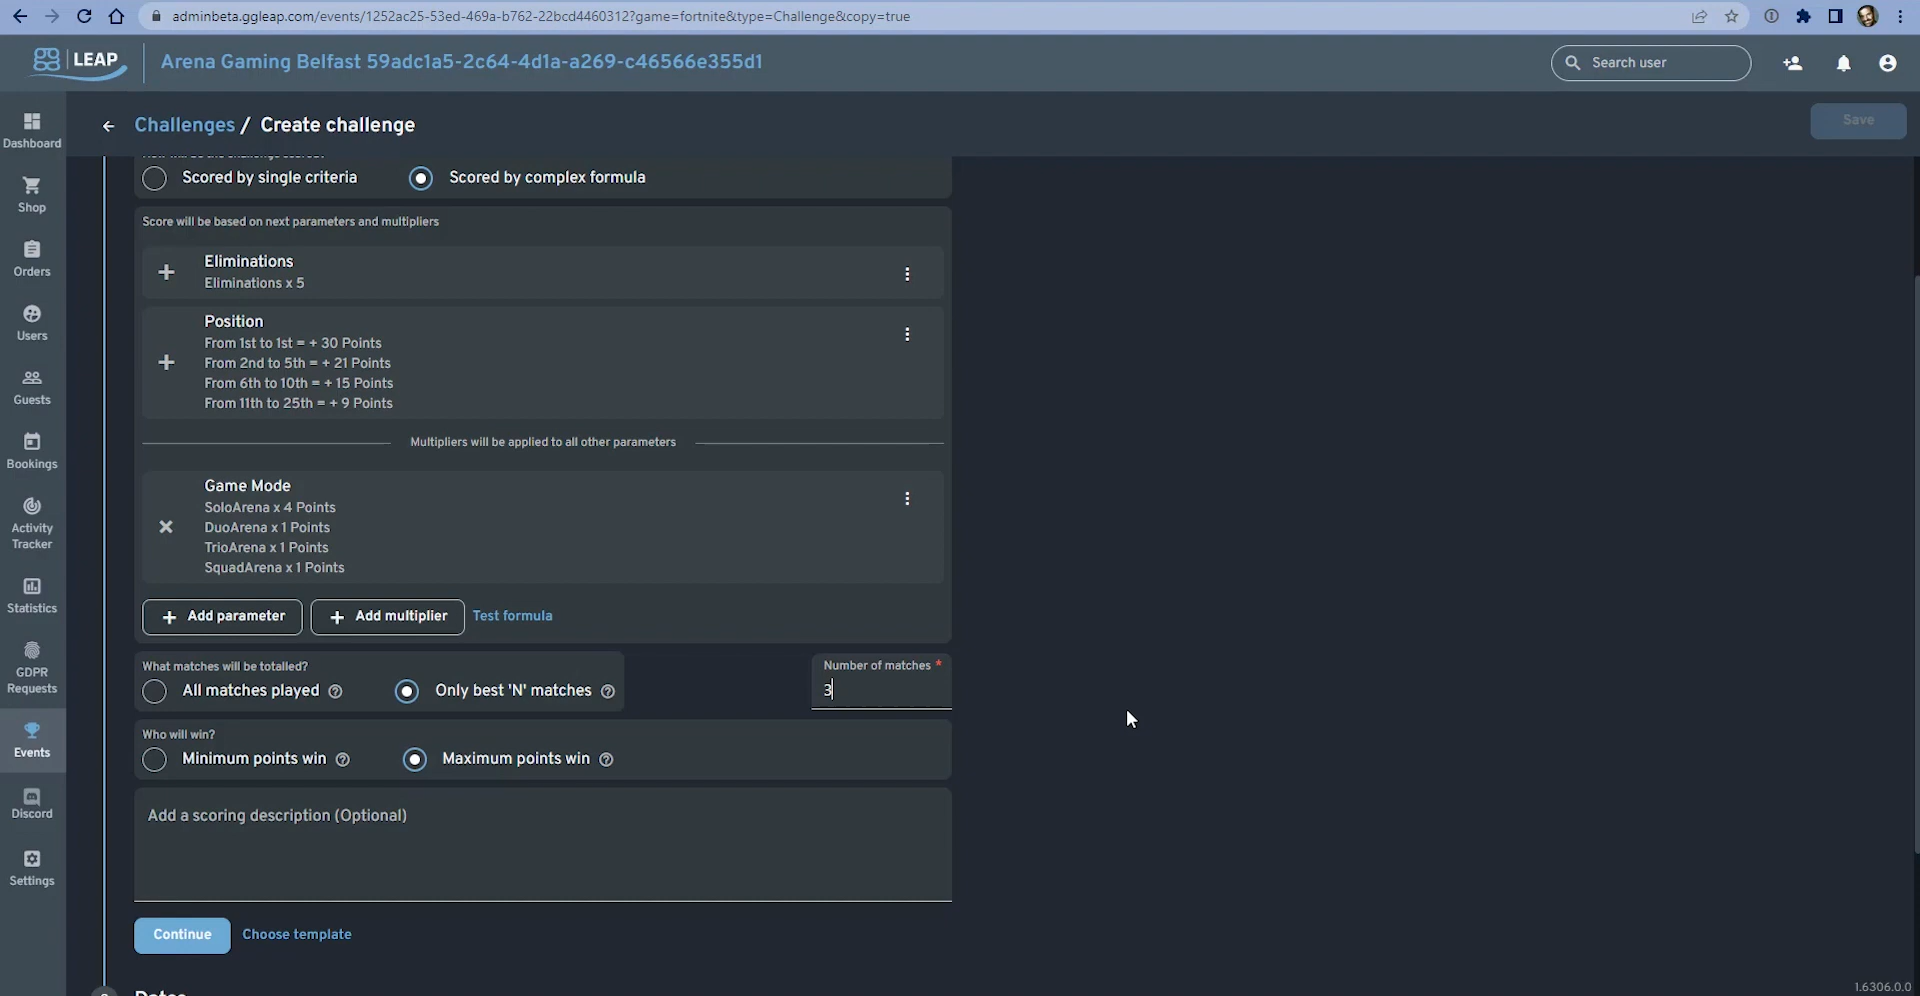 adminbeta.ggleap.com/events/1252ac25-53ed-469a-b762-22bcd4460312?game=fortnite&type=Challenge&copy=true
LEAP
Arena Gaming Belfast 59adc1a5-2c64-4d1a-a269-c46566e355d1
Search user
Challenges / Create challenge
Save
Dashboard
Shop
Orders
Users
Guests
Bookings
Activity
Tracker
Statistics
GDPR
Requests
Events
Discord
Settings
Scored by single criteria
Scored by complex formula
Score will be based on next parameters and multipliers
Eliminations
Eliminations x 5
Position
From 1st to 1st = + 30 Points
From 2nd to 5th = + 21 Points
From 6th to 10th = + 15 Points
From 11th to 25th = + 9 Points
Multipliers will be applied to all other parameters
Game Mode
SoloArena x 4 Points
DuoArena x 1 Points
TrioArena x 1 Points
SquadArena x 1 Points
+ Add parameter
+ Add multiplier
Test formula
What matches will be totalled?
All matches played
Only best 'N' matches
Number of matches *
3
Who will win?
Minimum points win
Maximum points win
Add a scoring description (Optional)
Continue
Choose template
Dates
1.6306.0.0